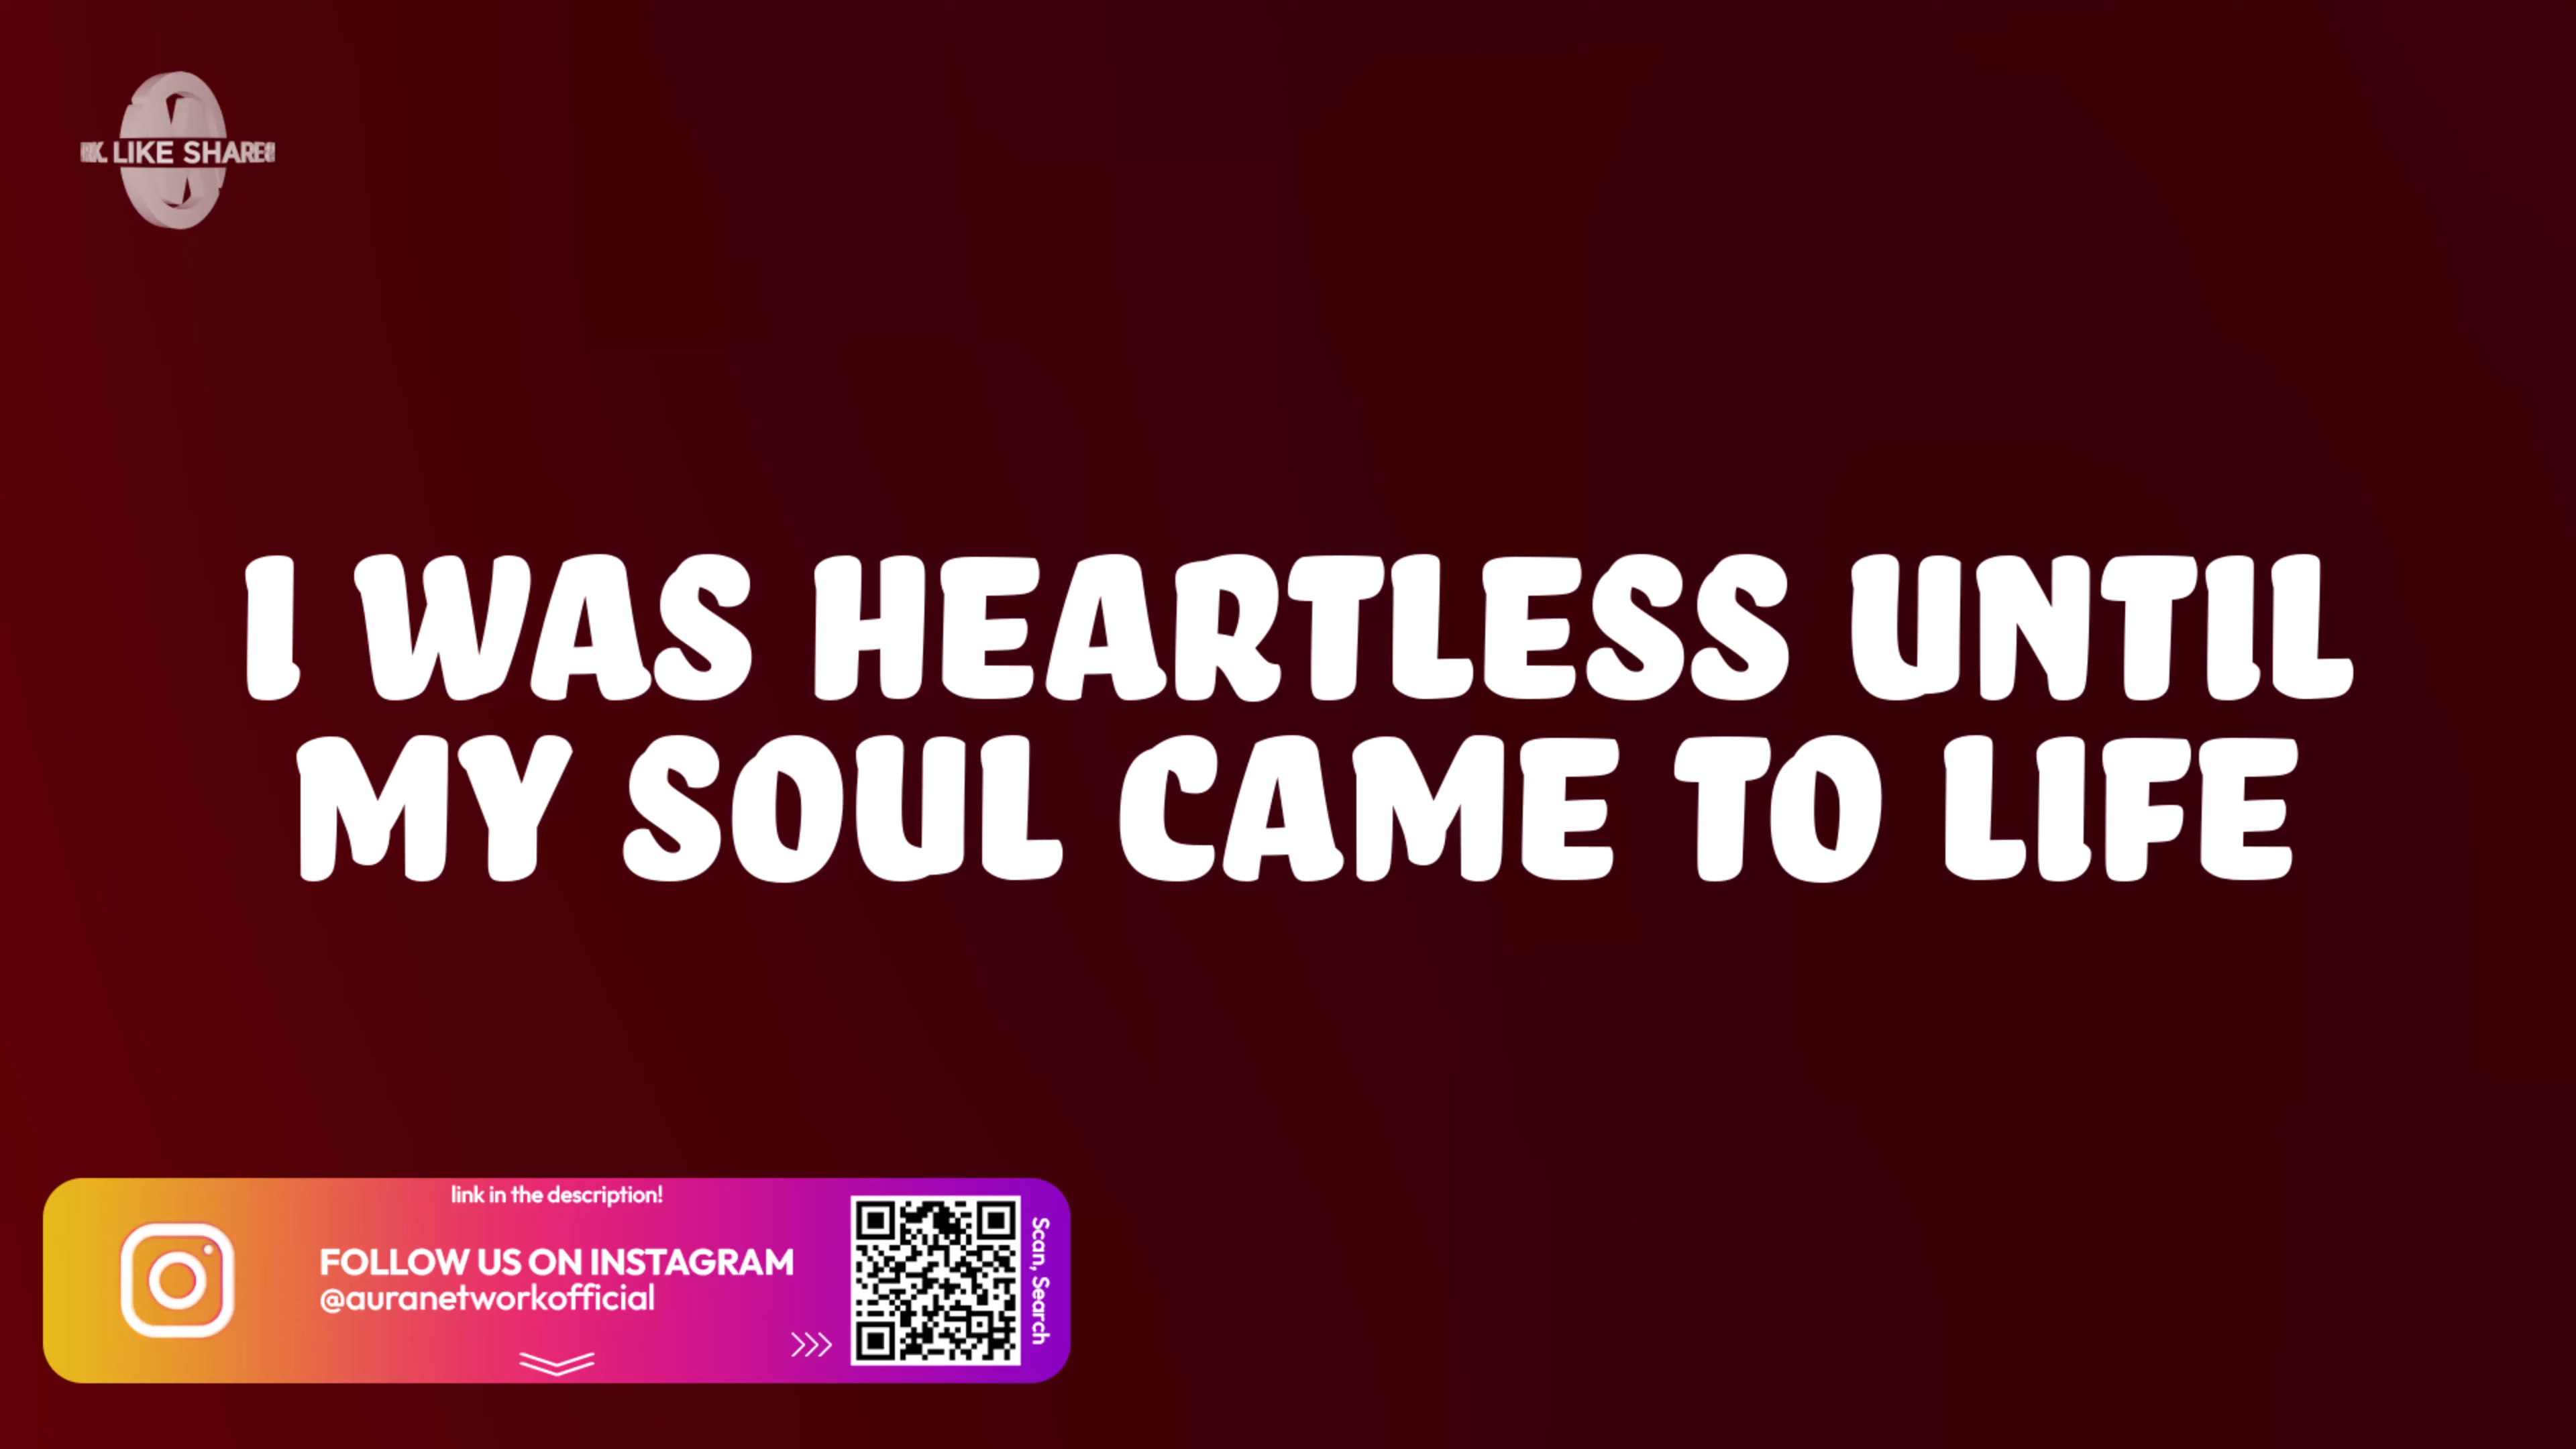 LIKE SHARE
I WAS HEARTLESS UNTIL
MY SOUL CAME TO LIFE
link in the description!
FOLLOW US ON INSTAGRAM
@auranetworkofficial
Scan, Search